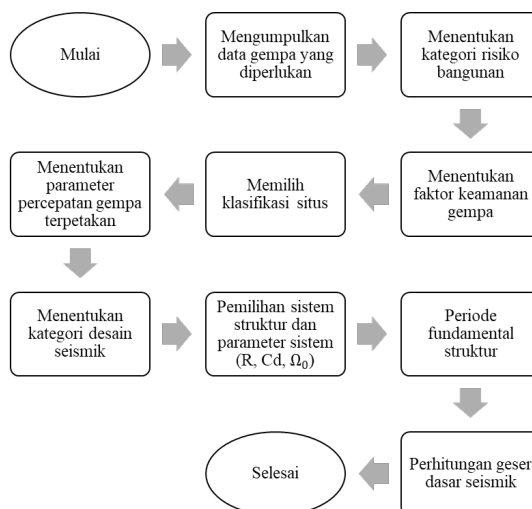 Mulai
Mengumpulkan
data gempa yang
diperlukan
Menentukan
kategori risiko
bangunan
Menentukan
faktor keamanan
gempa
Memilih
klasifikasi situs
Menentukan
parameter
percepatan gempa
terpetakan
Menentukan
kategori desain
seismik
Pemilihan sistem
struktur dan
parameter sistem
(R, Cd, Ω₀)
Periode
fundamental
struktur
Perhitungan geser
dasar seismik
Selesai